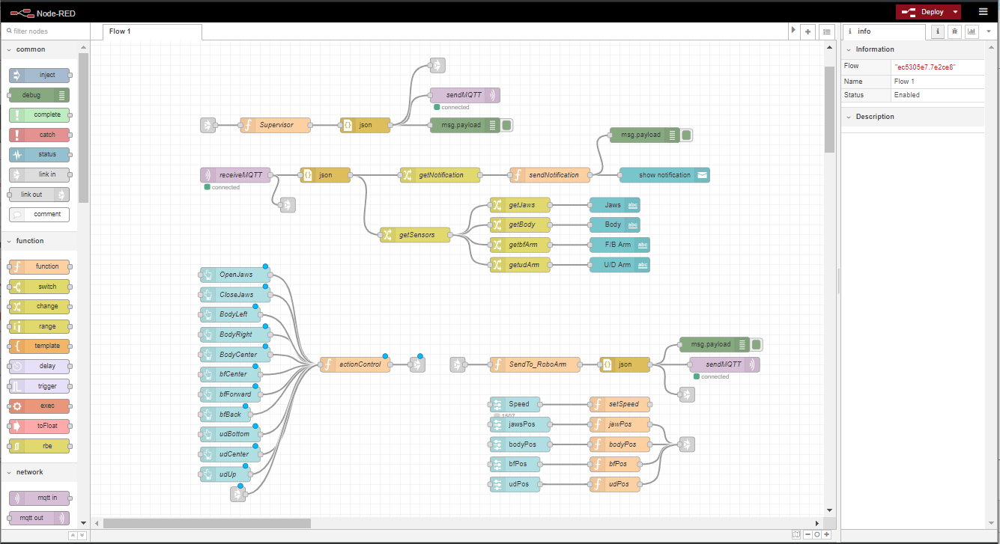 Node-RED
Deploy
filter nodes
Flow 1
info
common
inject
debug
complete
catch
status
link in
link out
comment
function
function
switch
change
range
template
delay
trigger
exec
toFloat
rbe
network
mqtt in
mqtt out
sendMQTT
connected
Supervisor
json
msg.payload
msg.payload
receiveMQTT
connected
json
getNotification
sendNotification
show notification
getJaws
Jaws
abc
getBody
Body
abc
getSensors
getbfArm
F/B Arm
abc
getudArm
U/D Arm
abc
OpenJaws
CloseJaws
BodyLeft
BodyRight
BodyCenter
bfCenter
bfForward
bfBack
udBottom
udCenter
udUp
actionControl
msg.payload
SendTo_RoboArm
json
sendMQTT
connected
Speed
setSpeed
1507
jawsPos
jawPos
bodyPos
bodyPos
bfPos
bfPos
udPos
udPos
Information
Flow
"ec5305e7.7e2ce8"
Name
Flow 1
Status
Enabled
Description